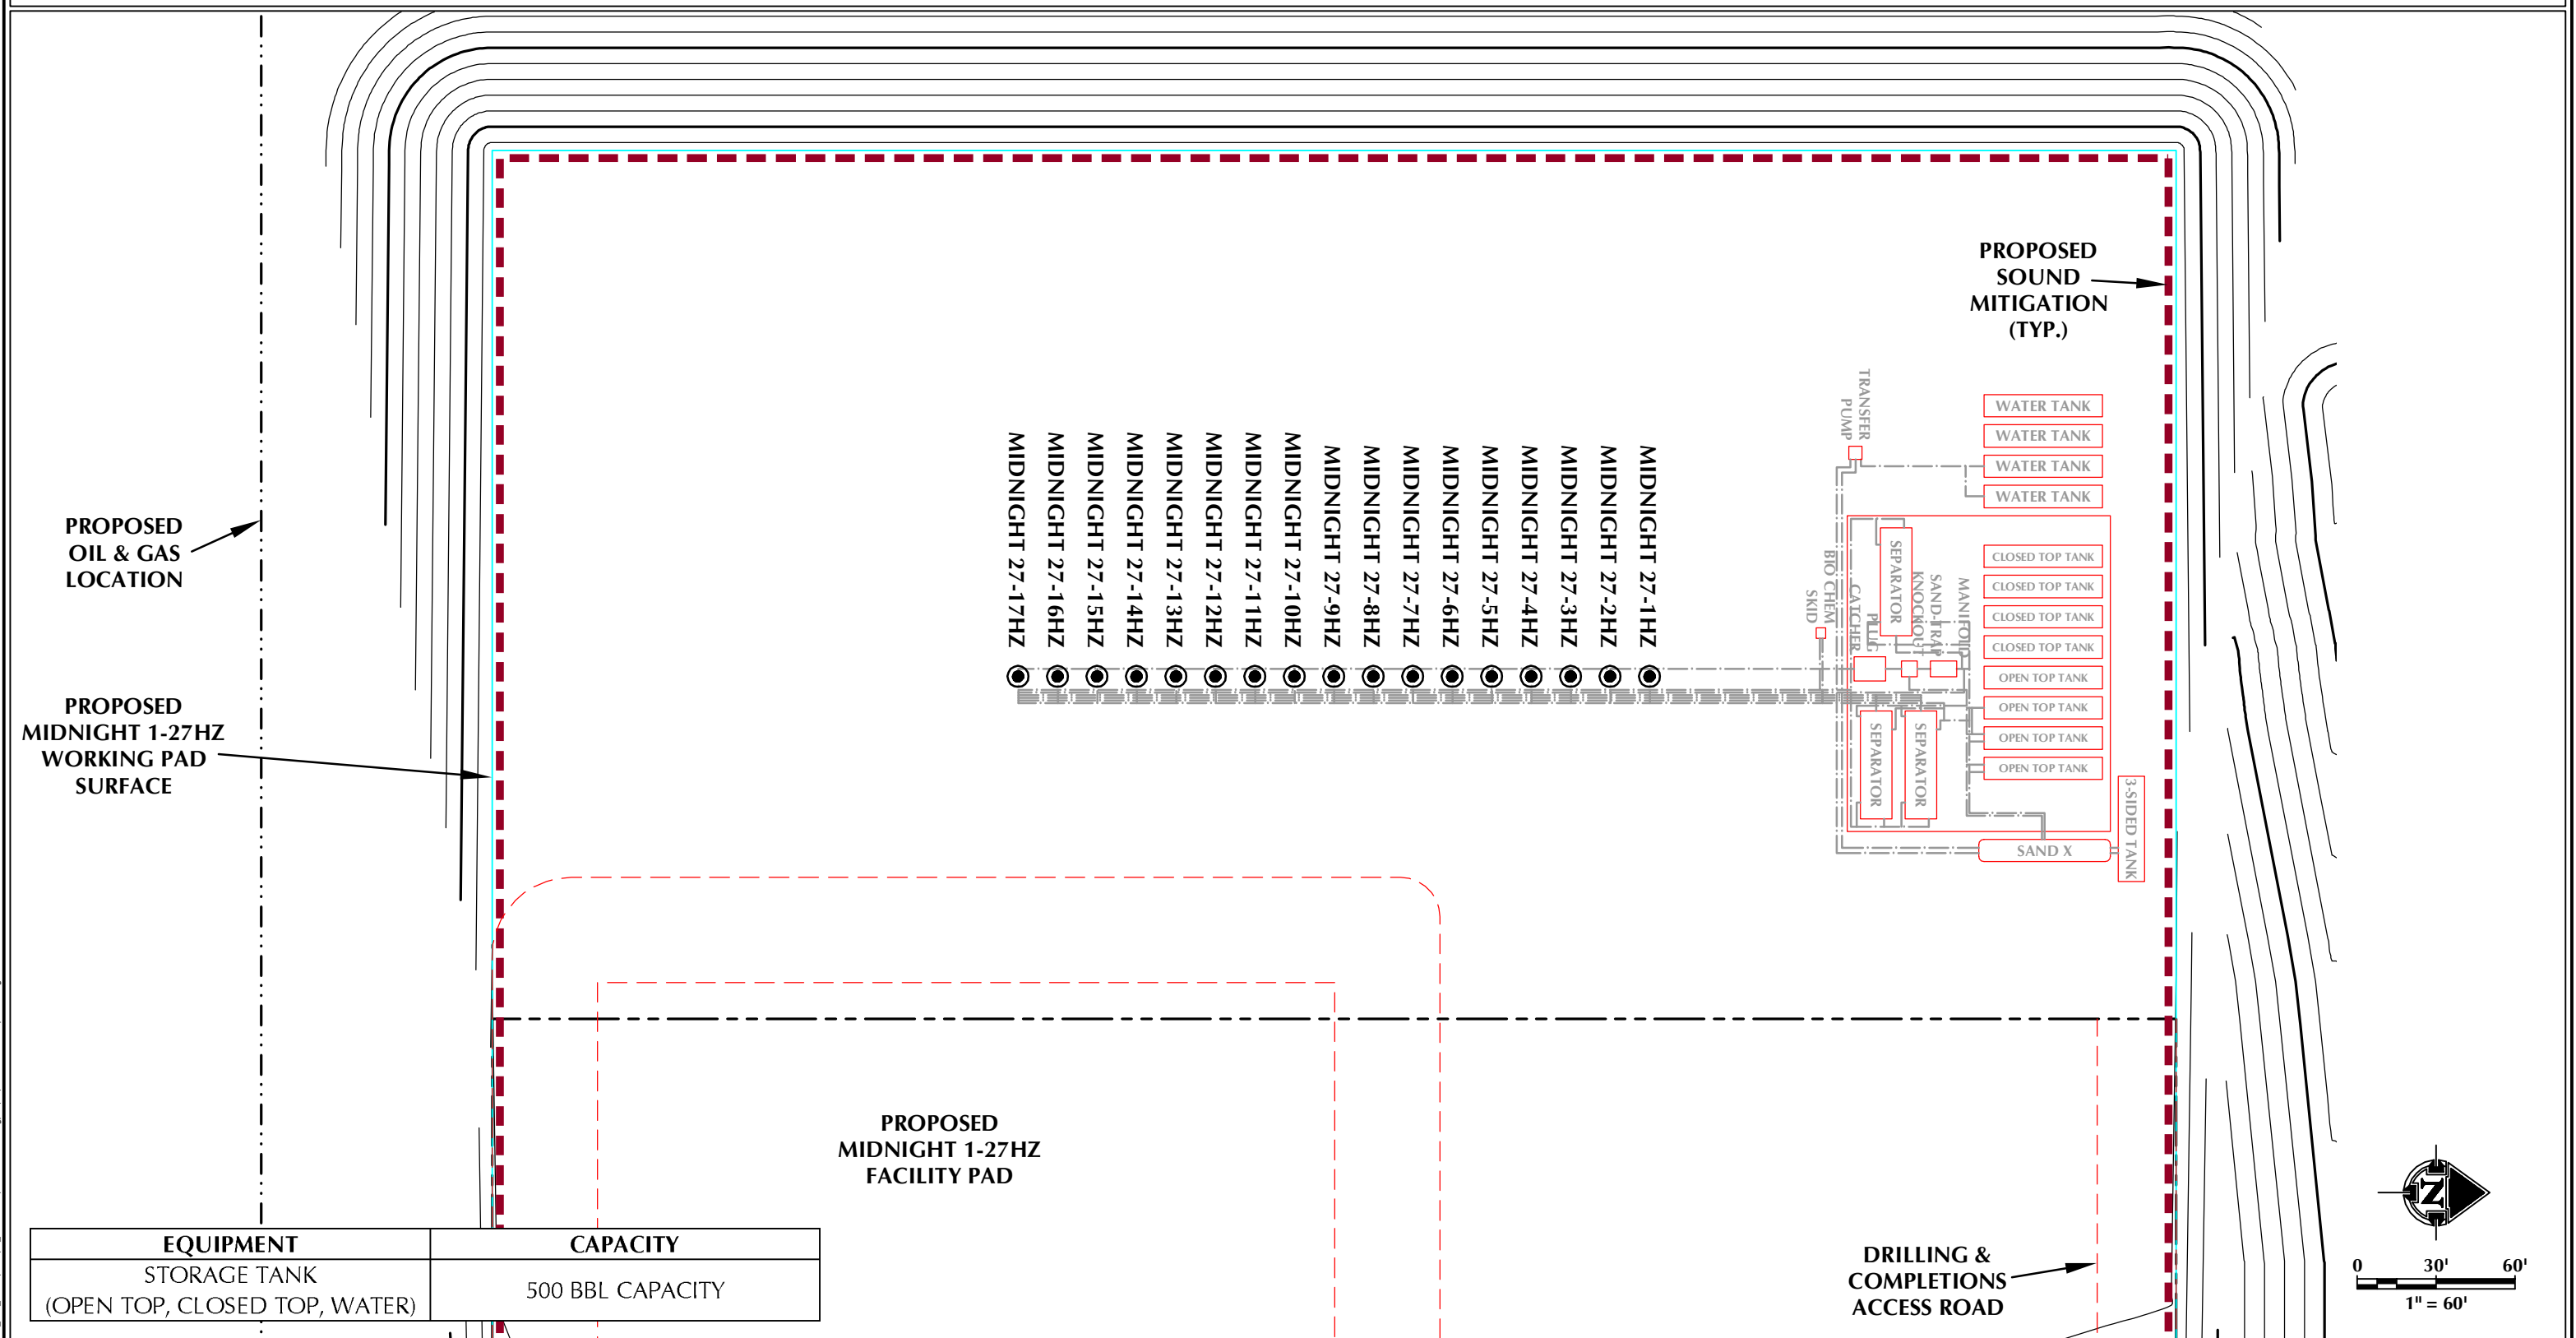 PROPOSED
SOUND
MITIGATION
(TYP.)
TRANSFER
PUMP
WATER TANK
WATER TANK
WATER TANK
WATER TANK
MIDNIGHT 27-17HZ
MIDNIGHT 27-16HZ
MIDNIGHT 27-15HZ
MIDNIGHT 27-14HZ
MIDNIGHT 27-13HZ
MIDNIGHT 27-12HZ
MIDNIGHT 27-11HZ
MIDNIGHT 27-10HZ
MIDNIGHT 27-9HZ
MIDNIGHT 27-8HZ
MIDNIGHT 27-7HZ
MIDNIGHT 27-6HZ
MIDNIGHT 27-5HZ
MIDNIGHT 27-4HZ
MIDNIGHT 27-3HZ
MIDNIGHT 27-2HZ
MIDNIGHT 27-1HZ
PROPOSED
OIL & GAS
LOCATION
BIO CHEM
SKID
PLUG
CATCHER
SEPARATOR
SAND-TRAP
KNOCKOUT
MANIFOLD
CLOSED TOP TANK
CLOSED TOP TANK
CLOSED TOP TANK
CLOSED TOP TANK
OPEN TOP TANK
OPEN TOP TANK
OPEN TOP TANK
OPEN TOP TANK
PROPOSED
MIDNIGHT 1-27HZ
WORKING PAD
SURFACE
SEPARATOR
SEPARATOR
3-SIDED TANK
SAND X
PROPOSED
MIDNIGHT 1-27HZ
FACILITY PAD
EQUIPMENT CAPACITY
STORAGE TANK
(OPEN TOP, CLOSED TOP, WATER)
500 BBL CAPACITY
DRILLING &
COMPLETIONS
ACCESS ROAD
N
0 30' 60'
1" = 60'